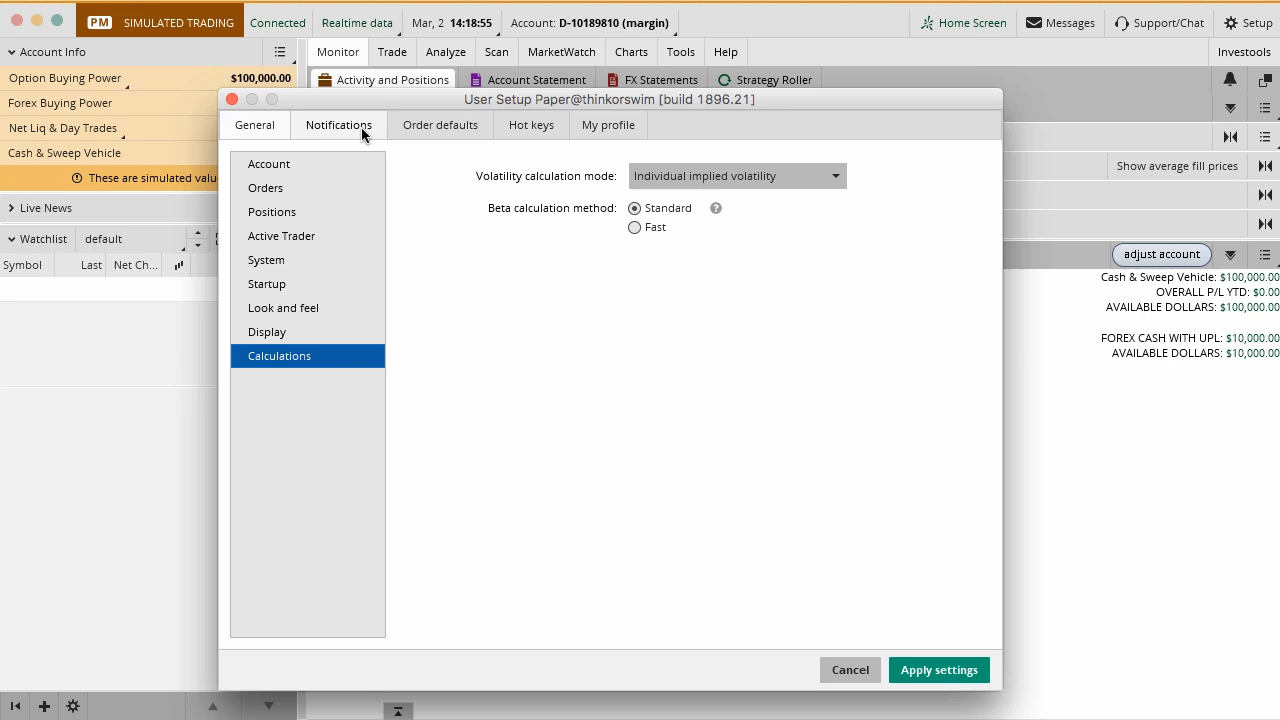 PM SIMULATED TRADING Connected Realtime data Mar, 2 14:18:55 Account: D-10189810 (margin) Home Screen Messages Support/Chat Setup
Account Info Monitor Trade Analyze Scan MarketWatch Charts Tools Help Investools
Option Buying Power $100,000.00 Activity and Positions Account Statement FX Statements Strategy Roller
Forex Buying Power
Net Liq & Day Trades
Cash & Sweep Vehicle
These are simulated valu
Live News
Watchlist default
Symbol Last Net Ch...
User Setup Paper@thinkorswim [build 1896.21]
General Notifications Order defaults Hot keys My profile
Account
Orders
Positions
Active Trader
System
Startup
Look and feel
Display
Calculations
Volatility calculation mode: Individual implied volatility
Beta calculation method: Standard ?
Fast
Cancel Apply settings
Show average fill prices
adjust account
Cash & Sweep Vehicle: $100,000.00
OVERALL P/L YTD: $0.00
AVAILABLE DOLLARS: $100,000.00
FOREX CASH WITH UPL: $10,000.00
AVAILABLE DOLLARS: $10,000.00